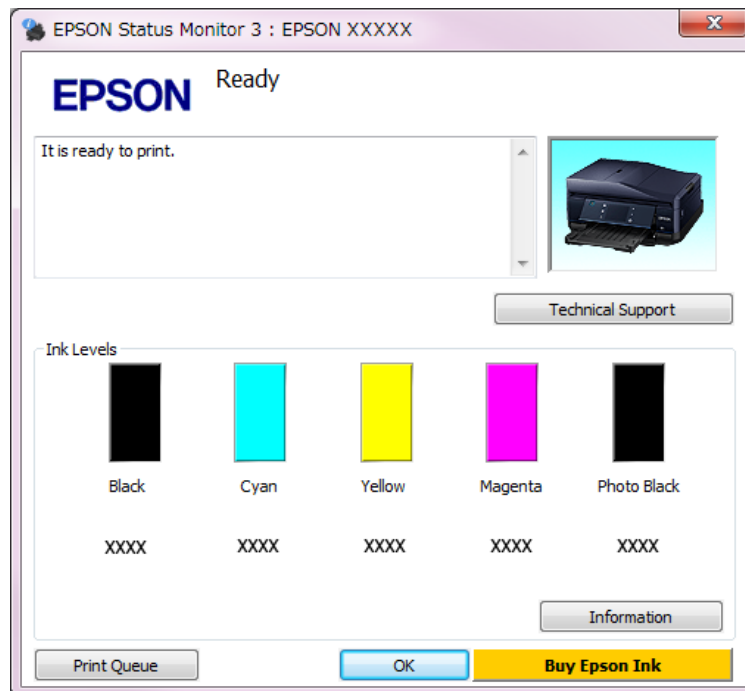 EPSON Status Monitor 3 : EPSON XXXXX
EPSON
Ready
It is ready to print.
Technical Support
Ink Levels
Black Cyan Yellow Magenta Photo Black
XXXX XXXX XXXX XXXX XXXX
Information
Print Queue OK Buy Epson Ink